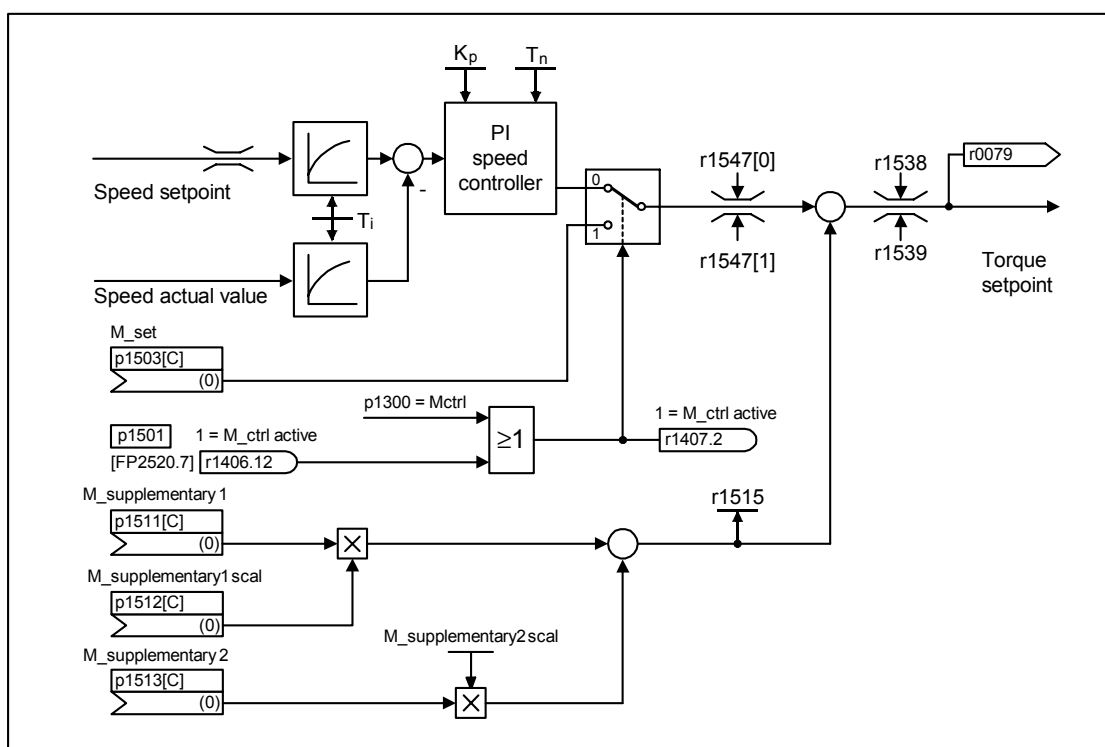 Kp
Tn
PI
speed
controller
Speed setpoint
-
Ti
Speed actual value
0
1
r1547[0]
r1547[1]
r1538
r1539
r0079
Torque
setpoint
M_set
p1503[C]
(0)
p1300 = Mctrl
≥1
1 = M_ctrl active
r1407.2
p1501
1 = M_ctrl active
[FP2520.7]
r1406.12
M_supplementary 1
p1511[C]
(0)
r1515
M_supplementary1 scal
p1512[C]
(0)
M_supplementary2 scal
M_supplementary 2
p1513[C]
(0)